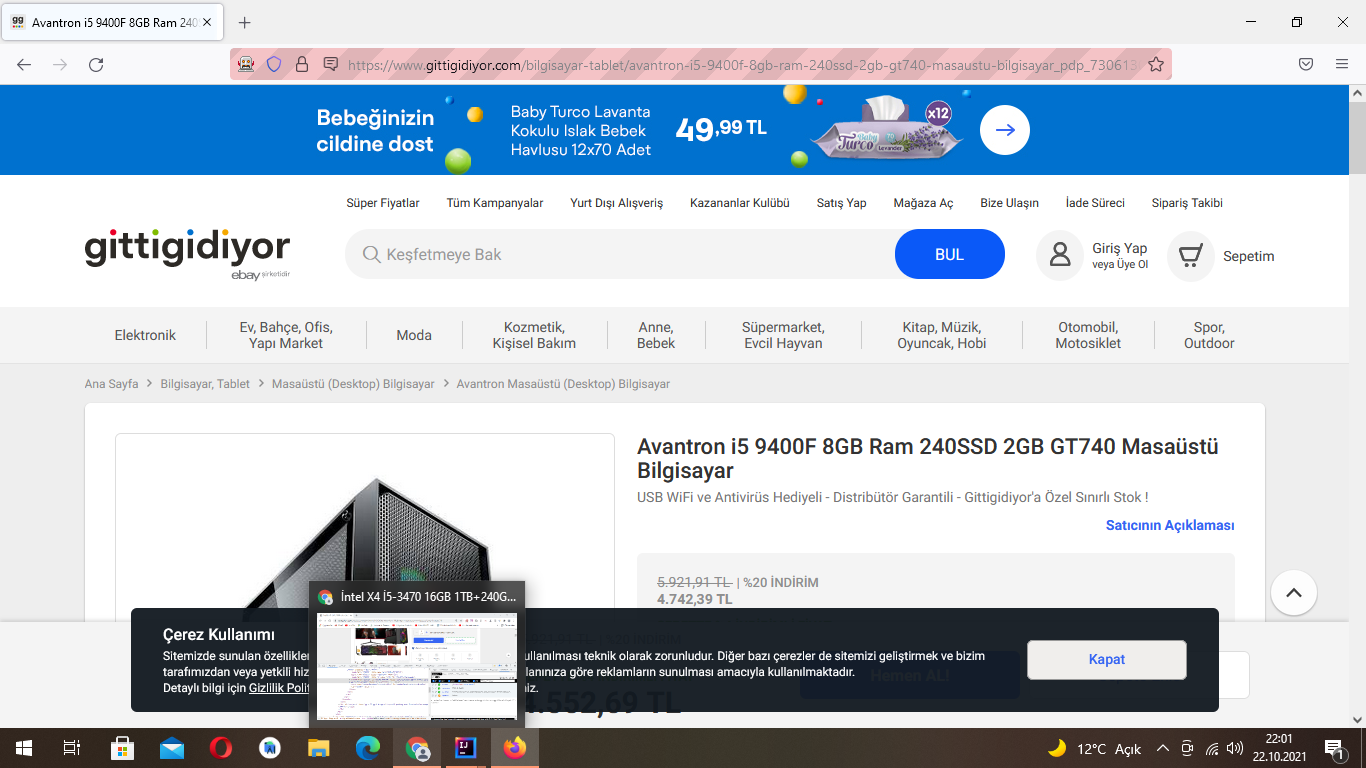 Avantron i5 9400F 8GB Ram 240
https://www.gittigidiyor.com/bilgisayar-tablet/avantron-i5-9400f-8gb-ram-240ssd-2gb-gt740-masaustu-bilgisayar_pdp_730613
Bebeğinizin
cildine dost
Baby Turco Lavanta
Kokulu Islak Bebek
Havlusu 12x70 Adet
49,99 TL
Baby
Turco
Lavander
x12
Süper Fiyatlar Tüm Kampanyalar Yurt Dışı Alışveriş Kazananlar Kulübü Satış Yap Mağaza Aç Bize Ulaşın İade Süreci Sipariş Takibi
gittigidiyor
ebay şirketidir
Keşfetmeye Bak
BUL
Giriş Yap
veya Üye Ol
Sepetim
Elektronik
Ev, Bahçe, Ofis,
Yapı Market
Moda
Kozmetik,
Kişisel Bakım
Anne,
Bebek
Süpermarket,
Evcil Hayvan
Kitap, Müzik,
Oyuncak, Hobi
Otomobil,
Motosiklet
Spor,
Outdoor
Ana Sayfa > Bilgisayar, Tablet > Masaüstü (Desktop) Bilgisayar > Avantron Masaüstü (Desktop) Bilgisayar
Avantron i5 9400F 8GB Ram 240SSD 2GB GT740 Masaüstü
Bilgisayar
USB WiFi ve Antivirüs Hediyeli - Distribütör Garantili - Gittigidiyor'a Özel Sınırlı Stok !
Satıcının Açıklaması
5.921,91 TL | %20 İNDİRİM
4.742,39 TL
İntel X4 İ5-3470 16GB 1TB+240G...
Çerez Kullanımı
Sitemizde sunulan özellikler ullanılması teknik olarak zorunludur. Diğer bazı çerezler de sitemizi geliştirmek ve bizim
tarafımızdan veya yetkili hiz lanınıza göre reklamların sunulması amacıyla kullanılmaktadır.
Detaylı bilgi için Gizlilik Polit niz.
Kapat
Hemen AL!
4.552,69 TL
12°C Açık
22:01
22.10.2021
1